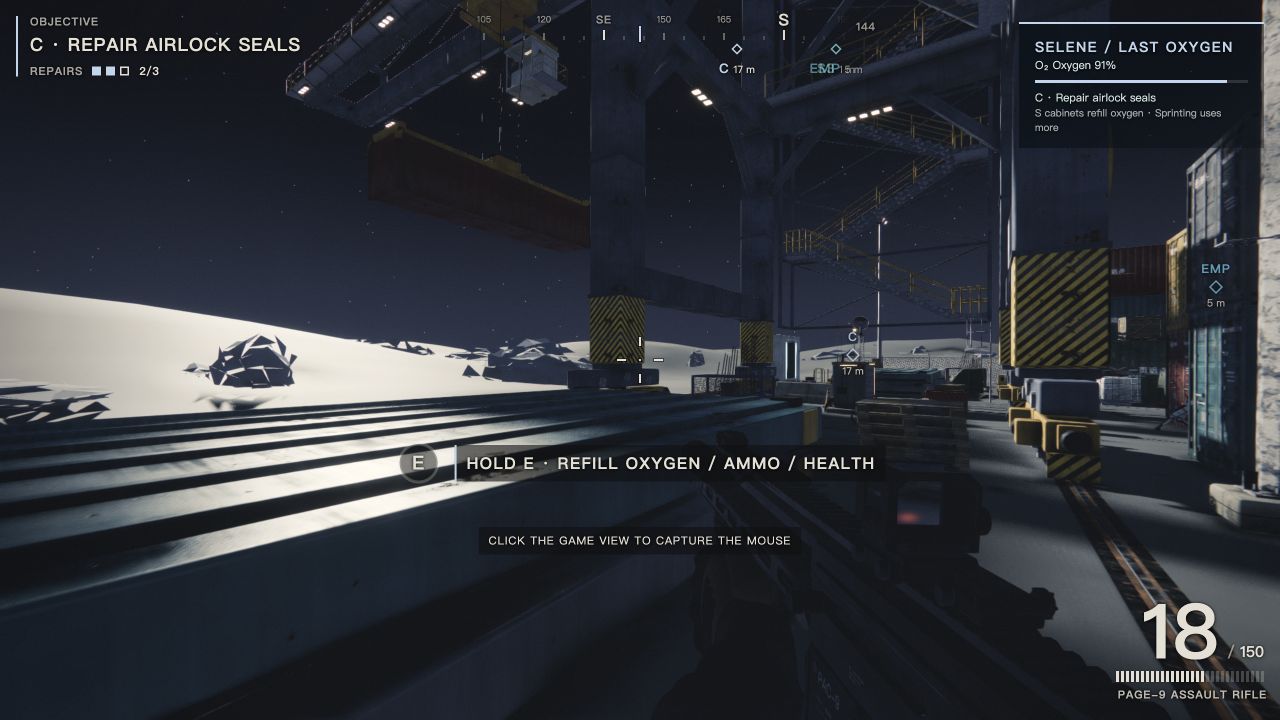 OBJECTIVE
C · REPAIR AIRLOCK SEALS
REPAIRS 2/3
105 120 SE 150 165 S
144
C 17 m
SELENE / LAST OXYGEN
O₂ Oxygen 91%
C · Repair airlock seals
S cabinets refill oxygen · Sprinting uses
more
EMP
5 m
C
17 m
E HOLD E · REFILL OXYGEN / AMMO / HEALTH
CLICK THE GAME VIEW TO CAPTURE THE MOUSE
18 / 150
PAGE-9 ASSAULT RIFLE